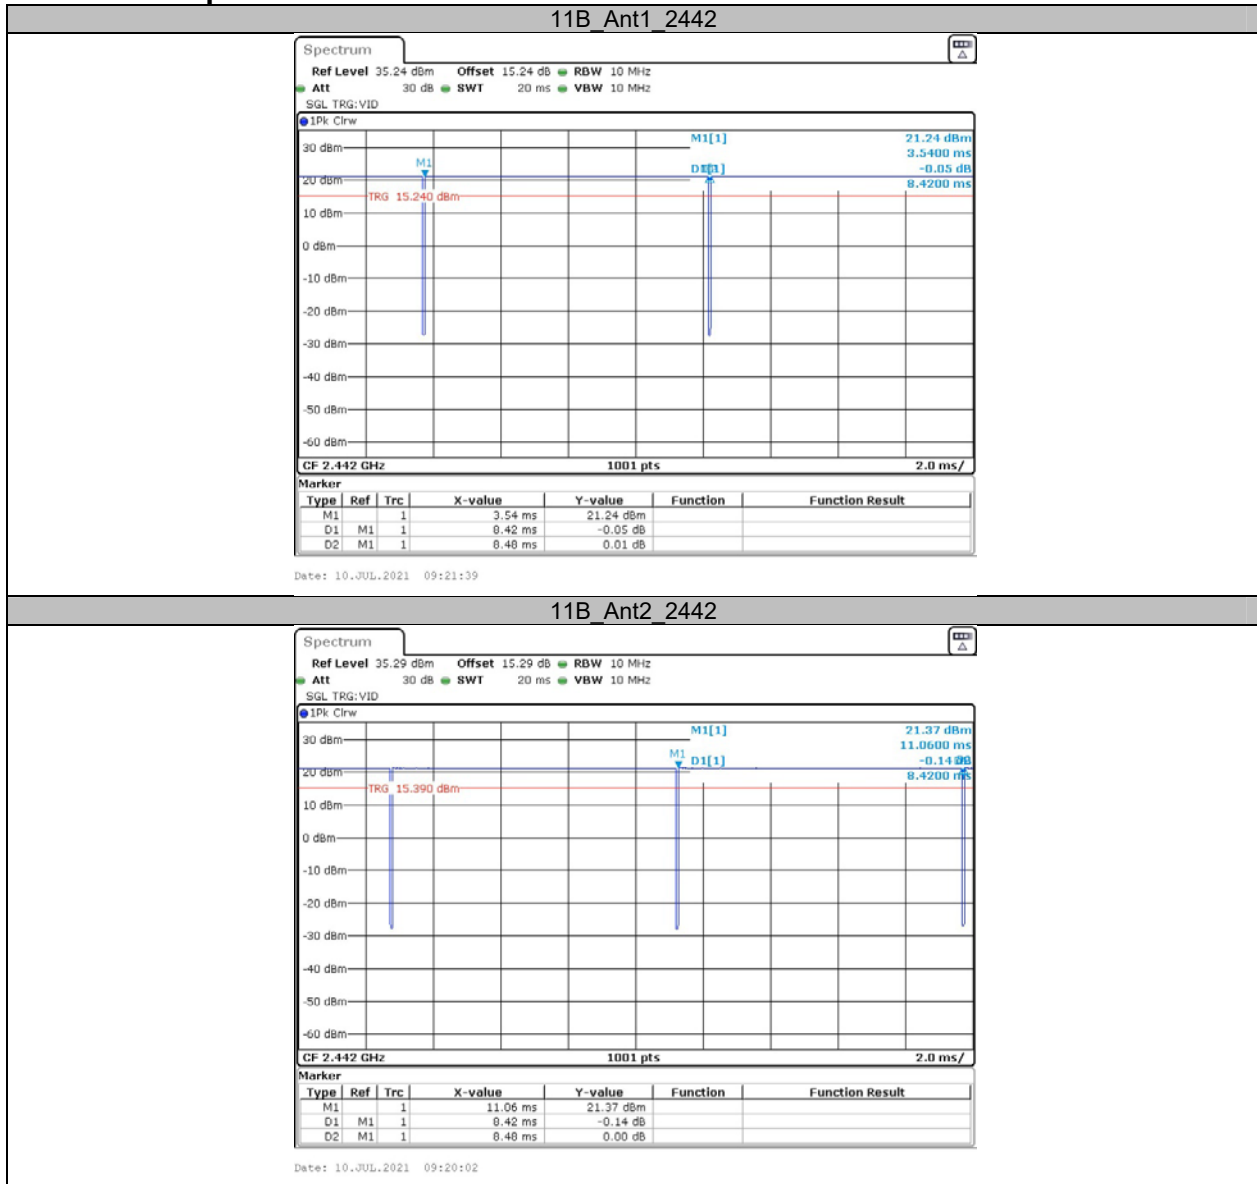 11B_Ant1_2442
Spectrum
Ref Level 35.24 dBm Offset 15.24 dB RBW 10 MHz
Att 30 dB SWT 20 ms VBW 10 MHz
SGL TRG:VID
1Pk Clrw
M1[1] 21.24 dBm
3.5400 ms
-0.05 dB
8.4200 ms
M1
30 dBm
20 dBm
TRG 15.240 dBm
10 dBm
0 dBm
-10 dBm
-20 dBm
-30 dBm
-40 dBm
-50 dBm
-60 dBm
CF 2.442 GHz 1001 pts 2.0 ms/
Marker
Type Ref Trc X-value Y-value Function Function Result
M1 1 3.54 ms 21.24 dBm
D1 M1 1 8.42 ms -0.05 dB
D2 M1 1 8.48 ms 0.01 dB
Date: 10.JUL.2021 09:21:39
11B_Ant2_2442
Spectrum
Ref Level 35.29 dBm Offset 15.29 dB RBW 10 MHz
Att 30 dB SWT 20 ms VBW 10 MHz
SGL TRG:VID
1Pk Clrw
M1[1] 21.37 dBm
11.0600 ms
M1 D1[1] -0.14
8.4200 ms
30 dBm
20 dBm
TRG 15.390 dBm
10 dBm
0 dBm
-10 dBm
-20 dBm
-30 dBm
-40 dBm
-50 dBm
-60 dBm
CF 2.442 GHz 1001 pts 2.0 ms/
Marker
Type Ref Trc X-value Y-value Function Function Result
M1 1 11.06 ms 21.37 dBm
D1 M1 1 8.42 ms -0.14 dB
D2 M1 1 8.48 ms 0.00 dB
Date: 10.JUL.2021 09:20:02